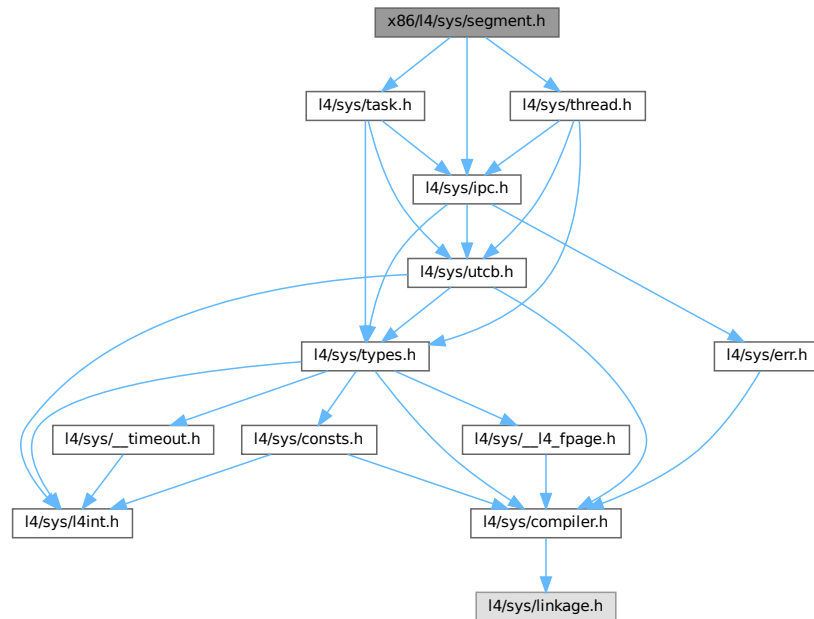 x86/l4/sys/segment.h
l4/sys/task.h
l4/sys/thread.h
l4/sys/ipc.h
l4/sys/utcb.h
l4/sys/types.h
l4/sys/err.h
l4/sys/__timeout.h
l4/sys/consts.h
l4/sys/__l4_fpage.h
l4/sys/l4int.h
l4/sys/compiler.h
l4/sys/linkage.h